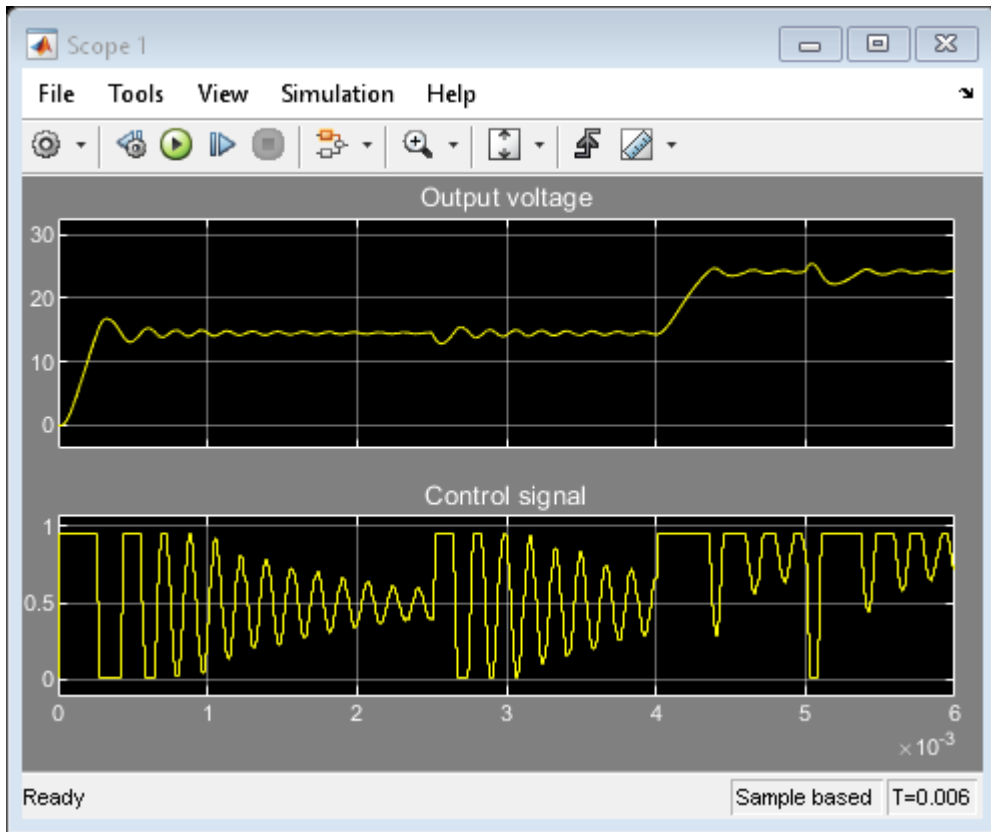 Scope 1
File Tools View Simulation Help
Output voltage
30
20
10
0
Control signal
1
0.5
0
0 1 2 3 4 5 6
×10-3
Ready Sample based T=0.006